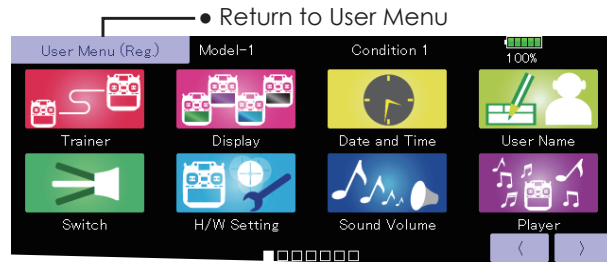 ● Return to User Menu
User Menu (Reg.) Model-1 Condition 1 100%
Trainer Display Date and Time User Name
Switch H/W Setting Sound Volume Player
〈 〉